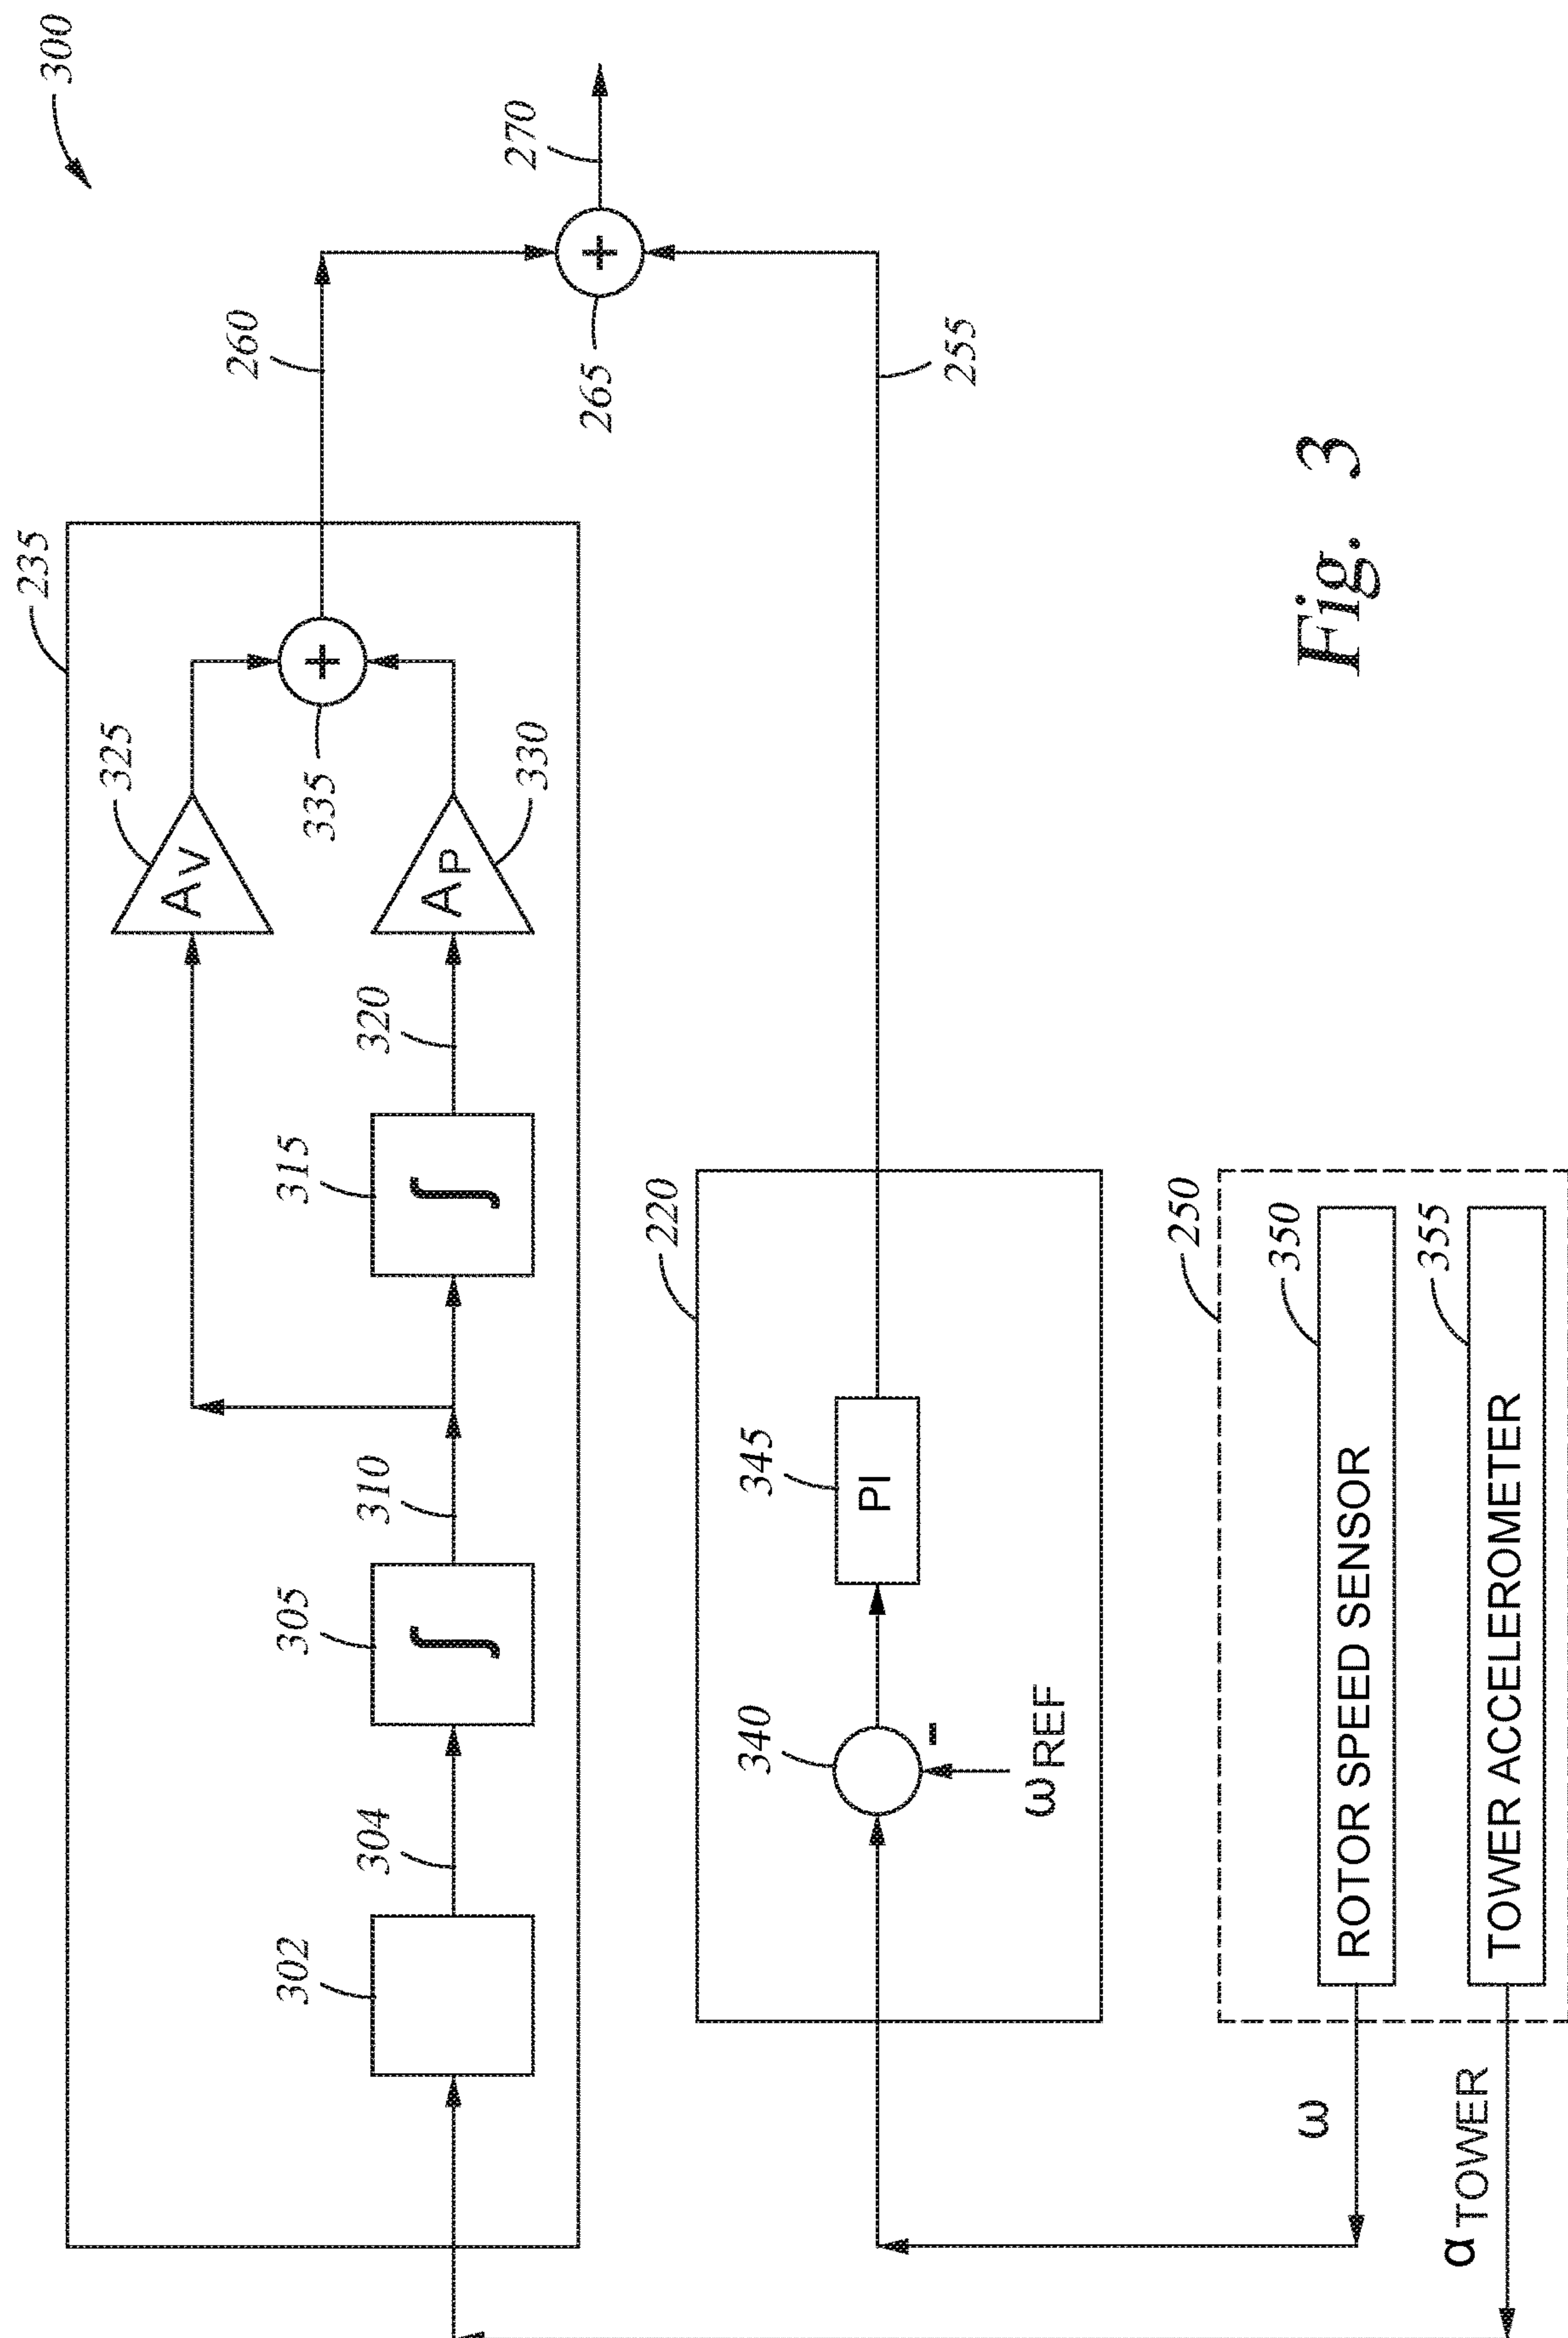 300
235
325
AV
260
270
335
265
302
304
305
∫
310
315
∫
320
AP
330
220
340
345
PI
-
ωREF
255
250
350
ROTOR SPEED SENSOR
355
TOWER ACCELEROMETER
ω
αTOWER
+
+
Fig. 3